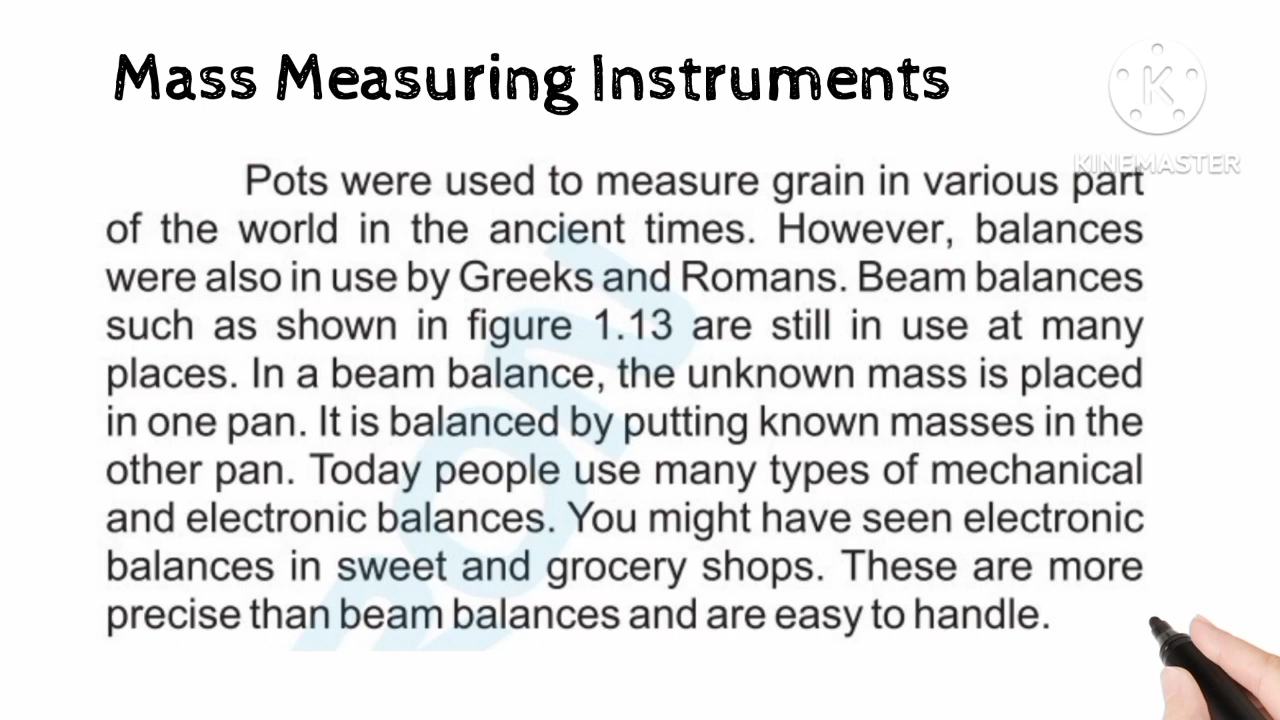 Mass Measuring Instruments
K
KINEMASTER
Pots were used to measure grain in various part
of the world in the ancient times. However, balances
were also in use by Greeks and Romans. Beam balances
such as shown in figure 1.13 are still in use at many
places. In a beam balance, the unknown mass is placed
in one pan. It is balanced by putting known masses in the
other pan. Today people use many types of mechanical
and electronic balances. You might have seen electronic
balances in sweet and grocery shops. These are more
precise than beam balances and are easy to handle.